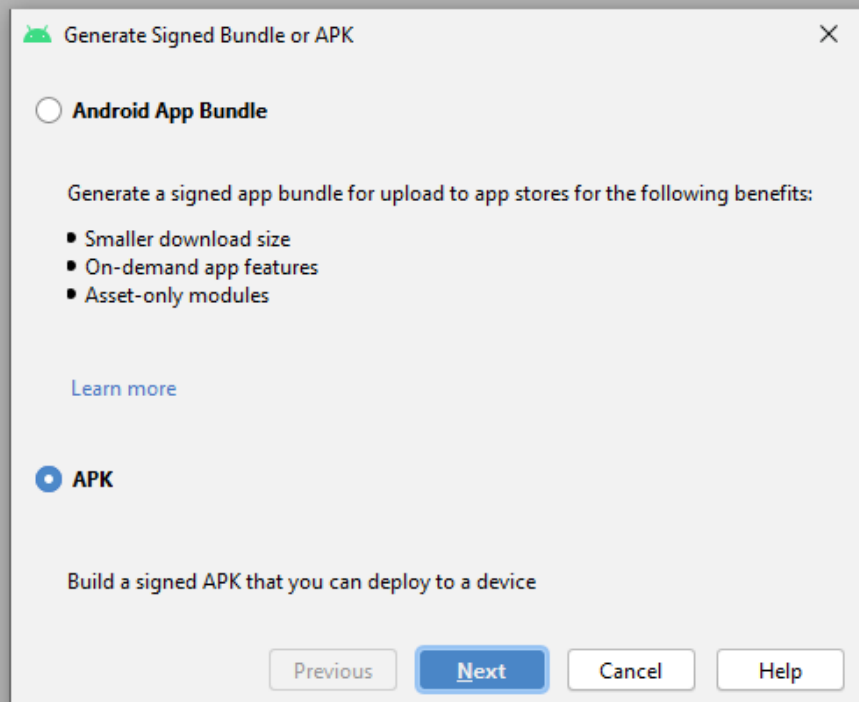 Generate Signed Bundle or APK
Android App Bundle
Generate a signed app bundle for upload to app stores for the following benefits:
• Smaller download size
• On-demand app features
• Asset-only modules
Learn more
APK
Build a signed APK that you can deploy to a device
Previous Next Cancel Help